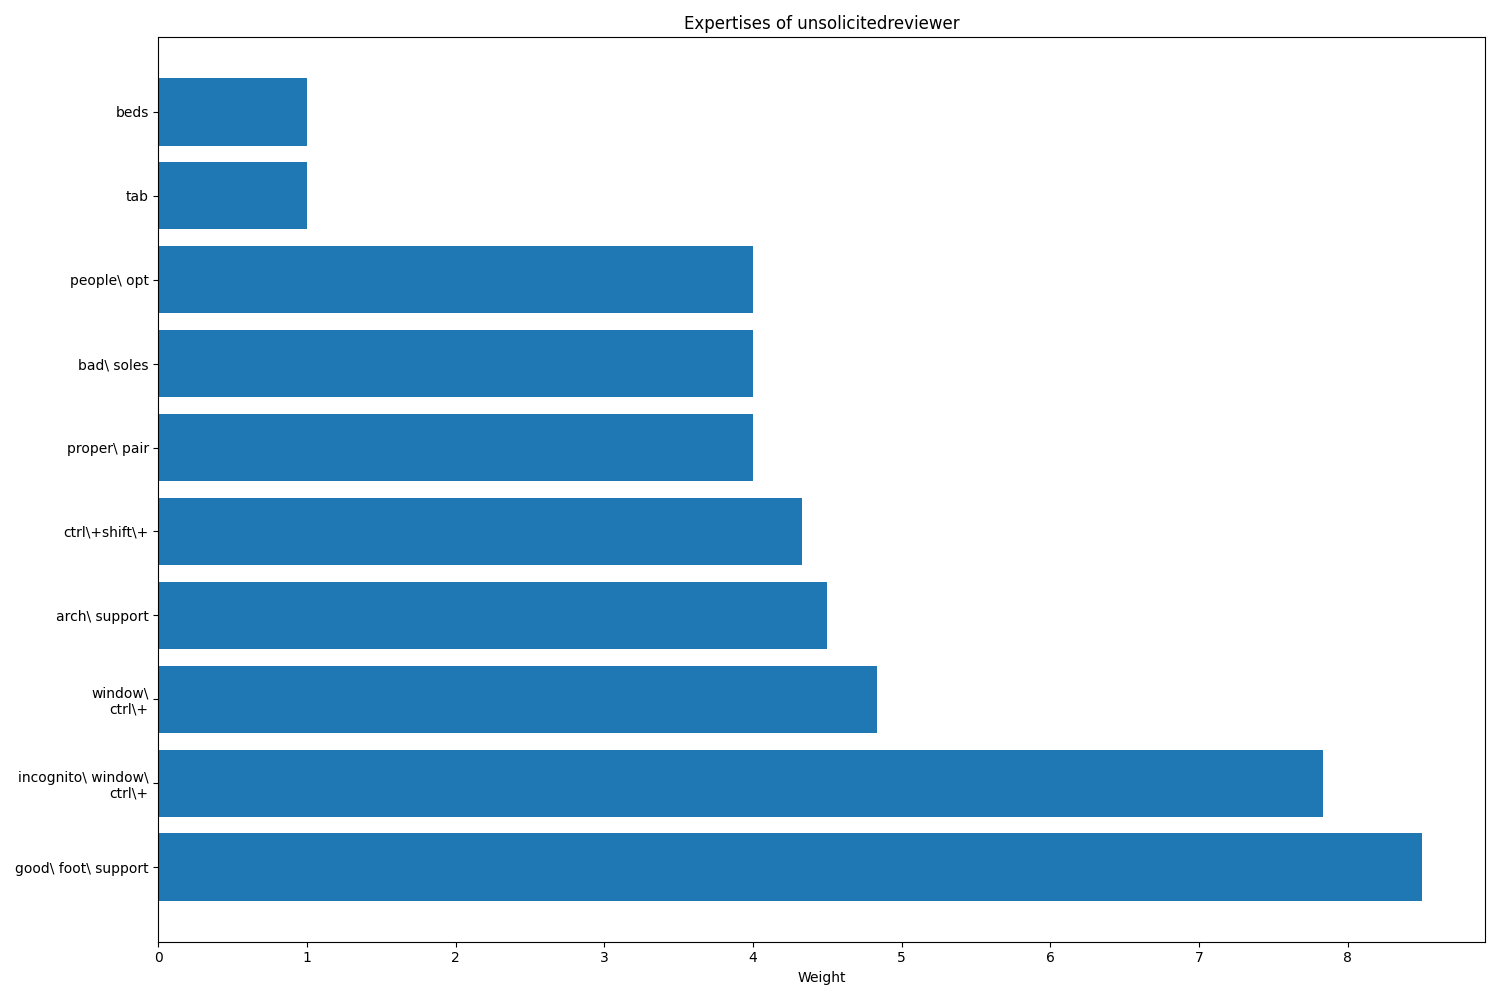 Expertises of unsolicitedreviewer
beds
tab
people\ opt
bad\ soles
proper\ pair
ctrl\+shift\+
arch\ support
window\
ctrl\+
incognito\ window\
ctrl\+
good\ foot\ support
0 1 2 3 4 5 6 7 8
Weight